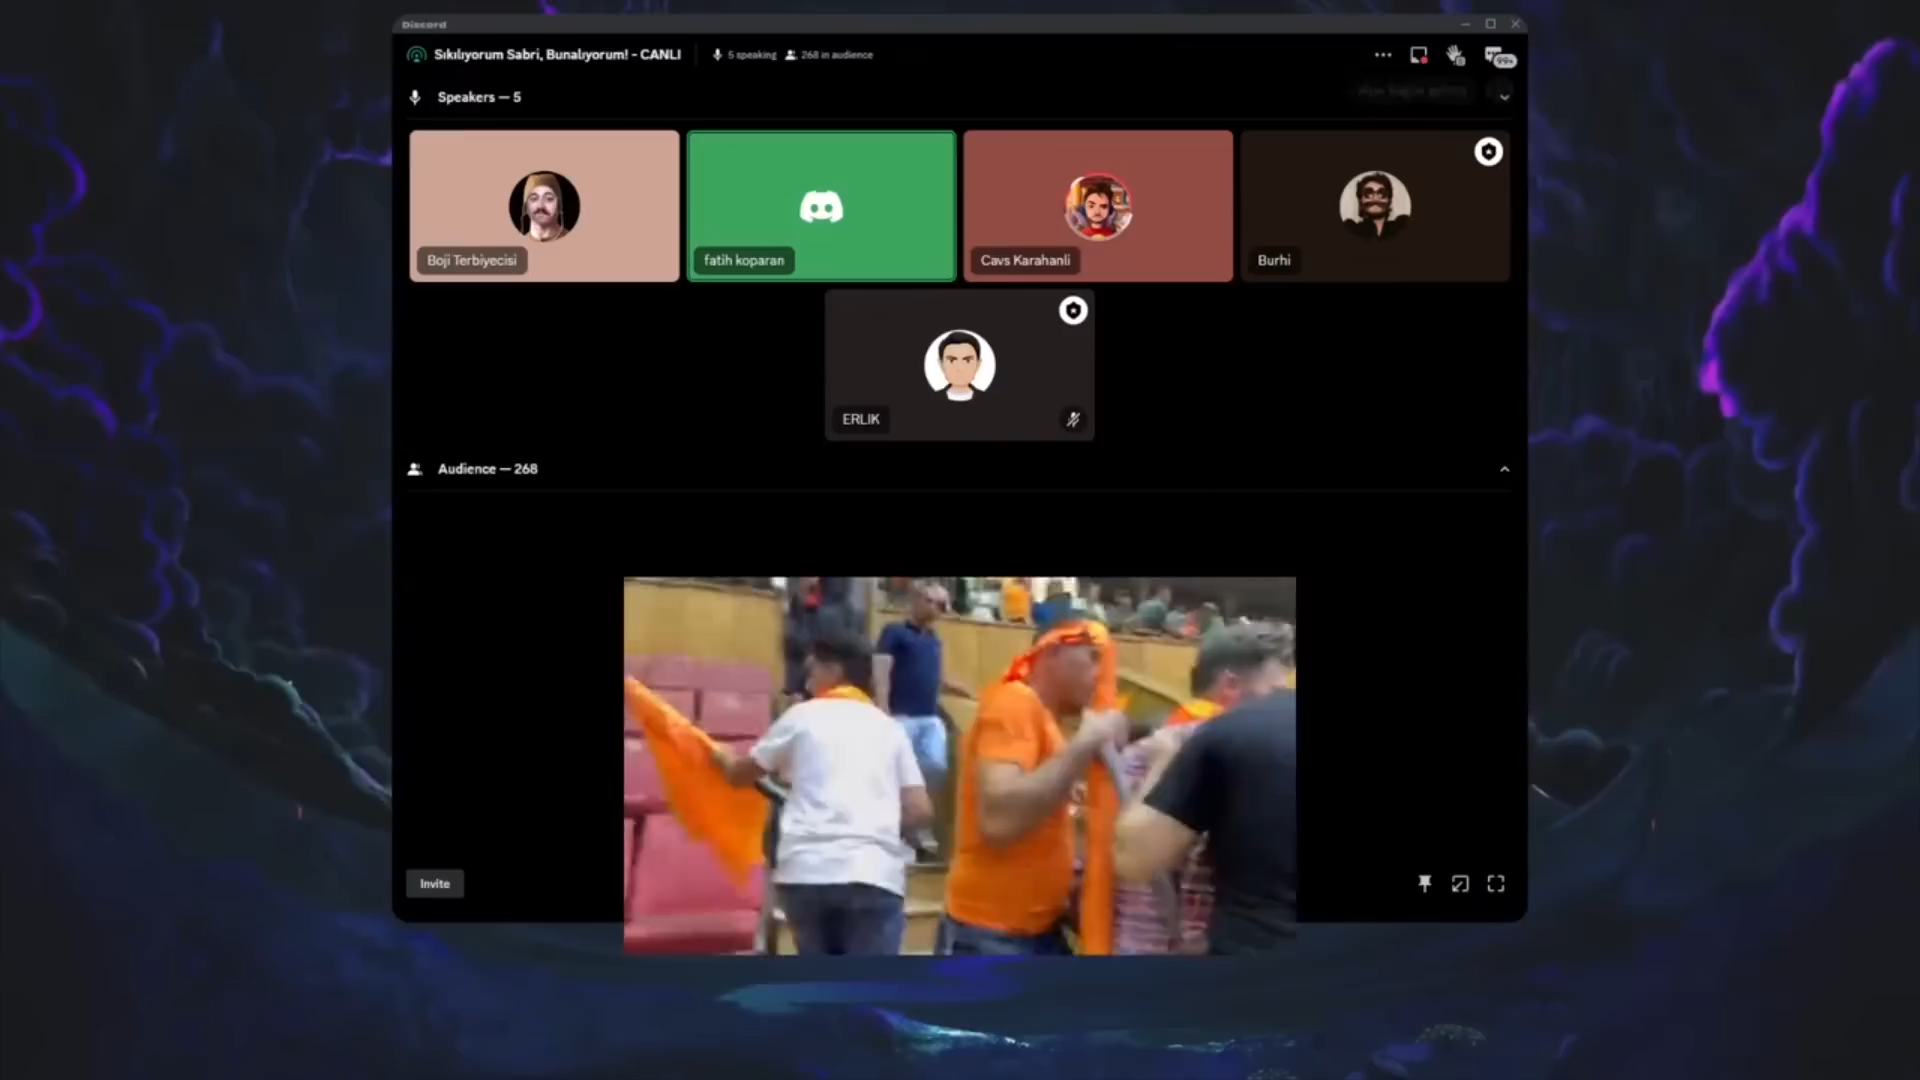 Discord
Sıkılıyorum Sabri, Bunalıyorum! - CANLI
5 speaking
268 in audience
99+
Speakers — 5
Boji Terbiyecisi
fatih koparan
Cavs Karahanli
Burhi
ERLIK
Audience — 268
Invite